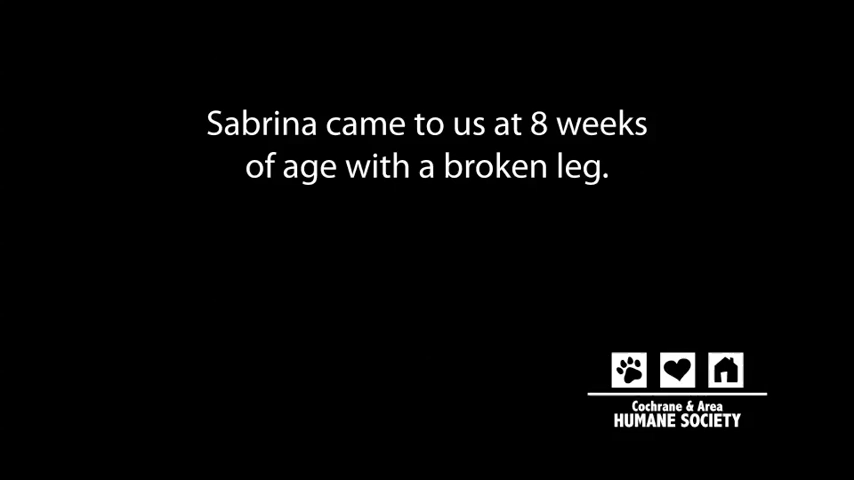 Sabrina came to us at 8 weeks
of age with a broken leg.
Cochrane & Area
HUMANE SOCIETY